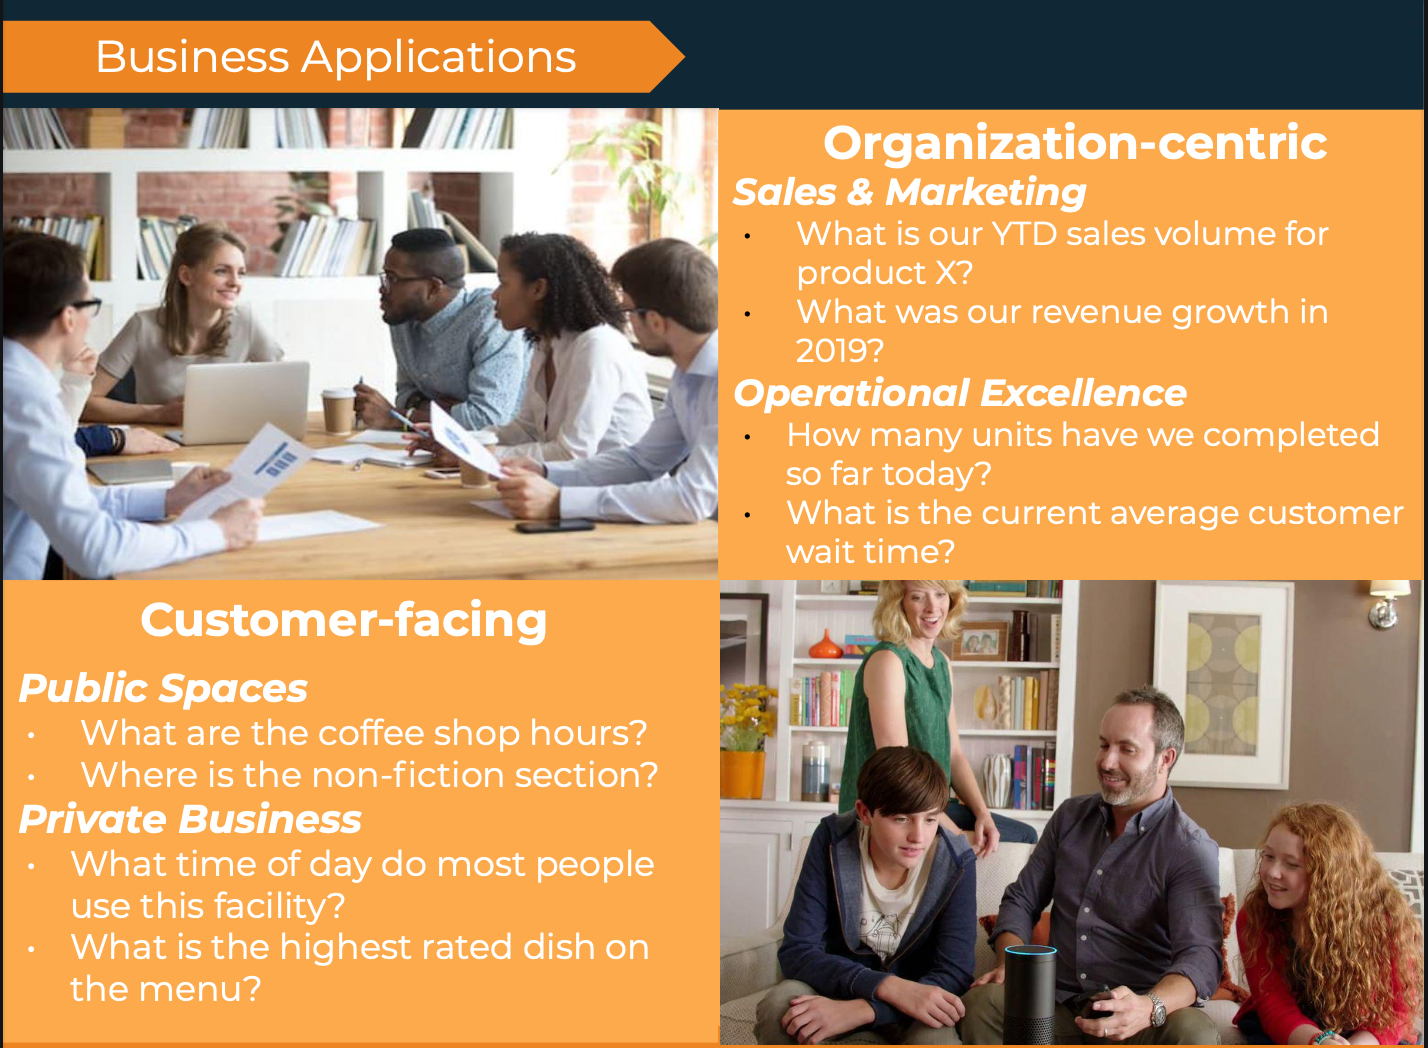 Business Applications
Organization-centric
Sales & Marketing
• What is our YTD sales volume for
product X?
• What was our revenue growth in
2019?
Operational Excellence
• How many units have we completed
so far today?
• What is the current average customer
wait time?
Customer-facing
Public Spaces
• What are the coffee shop hours?
• Where is the non-fiction section?
Private Business
• What time of day do most people
use this facility?
• What is the highest rated dish on
the menu?